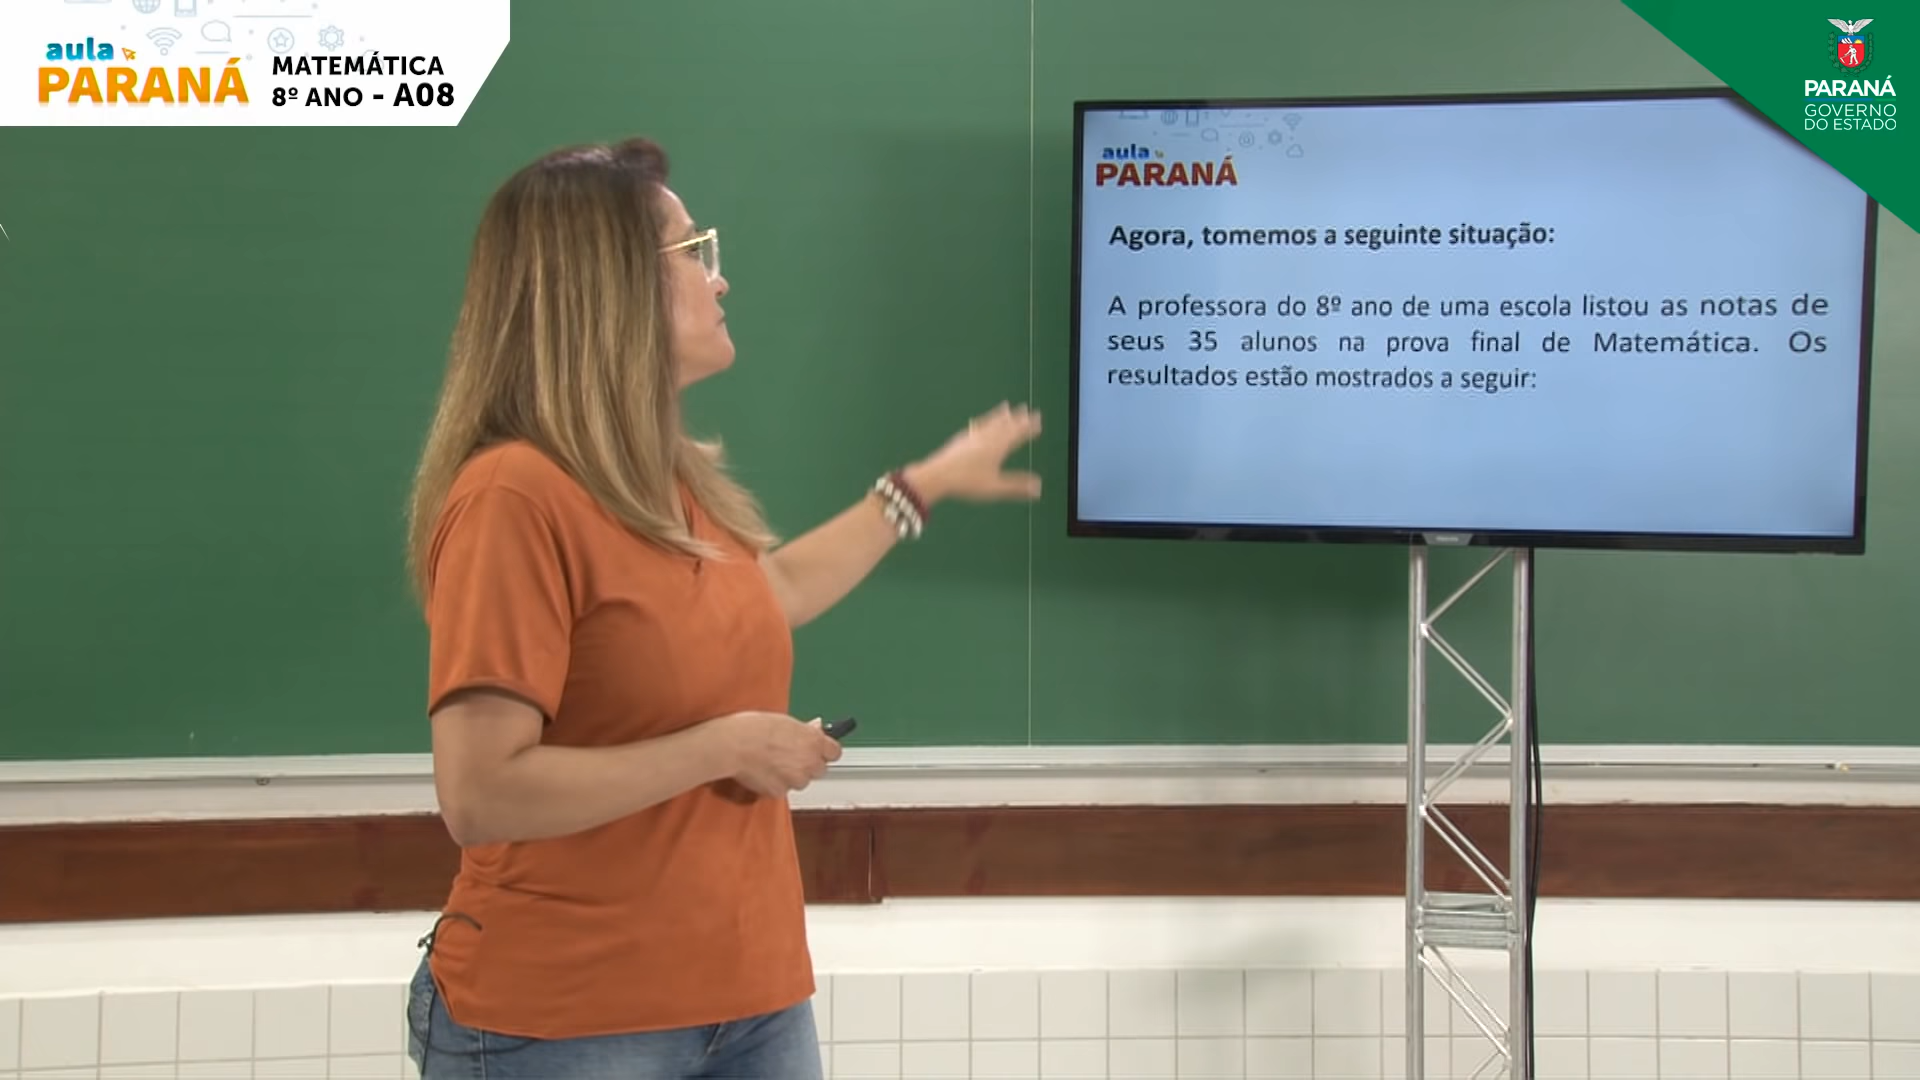 aula
PARANÁ
MATEMÁTICA
8º ANO - A08
PARANÁ
GOVERNO
DO ESTADO
aula
PARANÁ
Agora, tomemos a seguinte situação:
A professora do 8º ano de uma escola listou as notas de
seus 35 alunos na prova final de Matemática. Os
resultados estão mostrados a seguir: